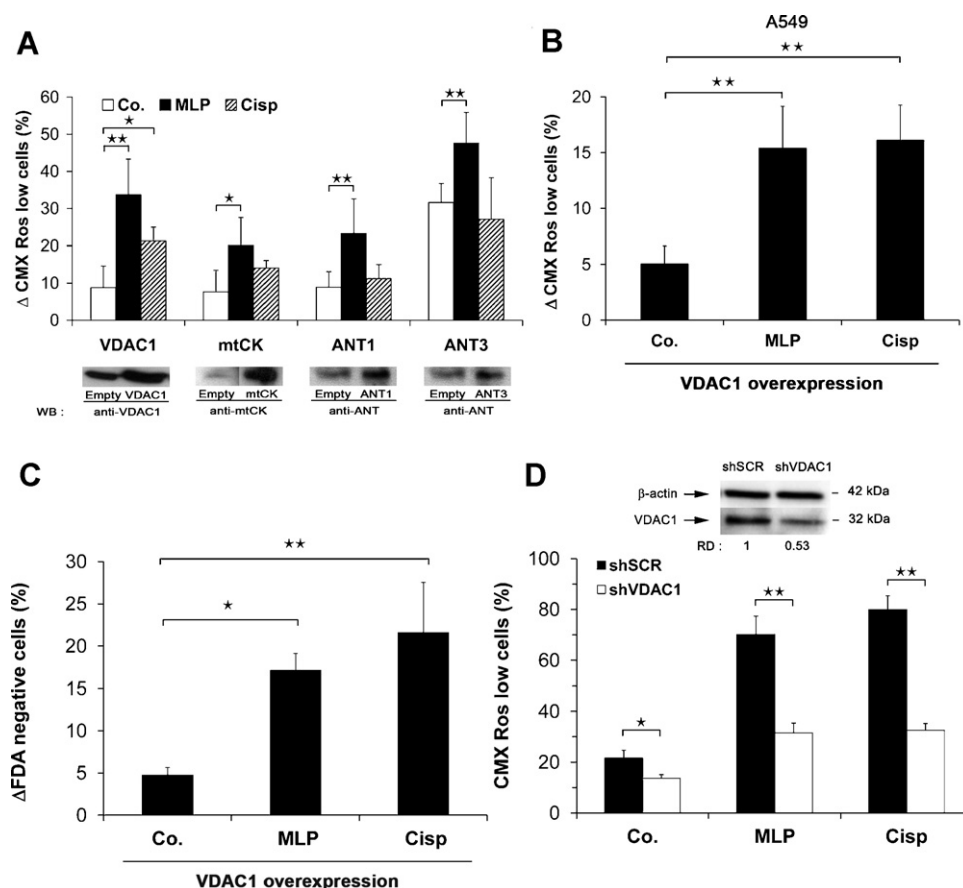 A
Δ CMX Ros low cells (%)
60
50
40
30
20
10
0
Co. MLP Cisp
★
★★
★
★★
★★
VDAC1 mtCK ANT1 ANT3
Empty VDAC1 Empty mtCK Empty ANT1 Empty ANT3
WB : anti-VDAC1 anti-mtCK anti-ANT anti-ANT
B
A549
Δ CMX Ros low cells (%)
20
15
10
5
0
★★
★★
Co. MLP Cisp
VDAC1 overexpression
C
ΔFDA negative cells (%)
30
25
20
15
10
5
0
★★
★
Co. MLP Cisp
VDAC1 overexpression
D
shSCR shVDAC1
β-actin 42 kDa
VDAC1 32 kDa
RD : 1 0.53
CMX Ros low cells (%)
100
80
60
40
20
0
shSCR
shVDAC1
★
★★
★★
Co. MLP Cisp